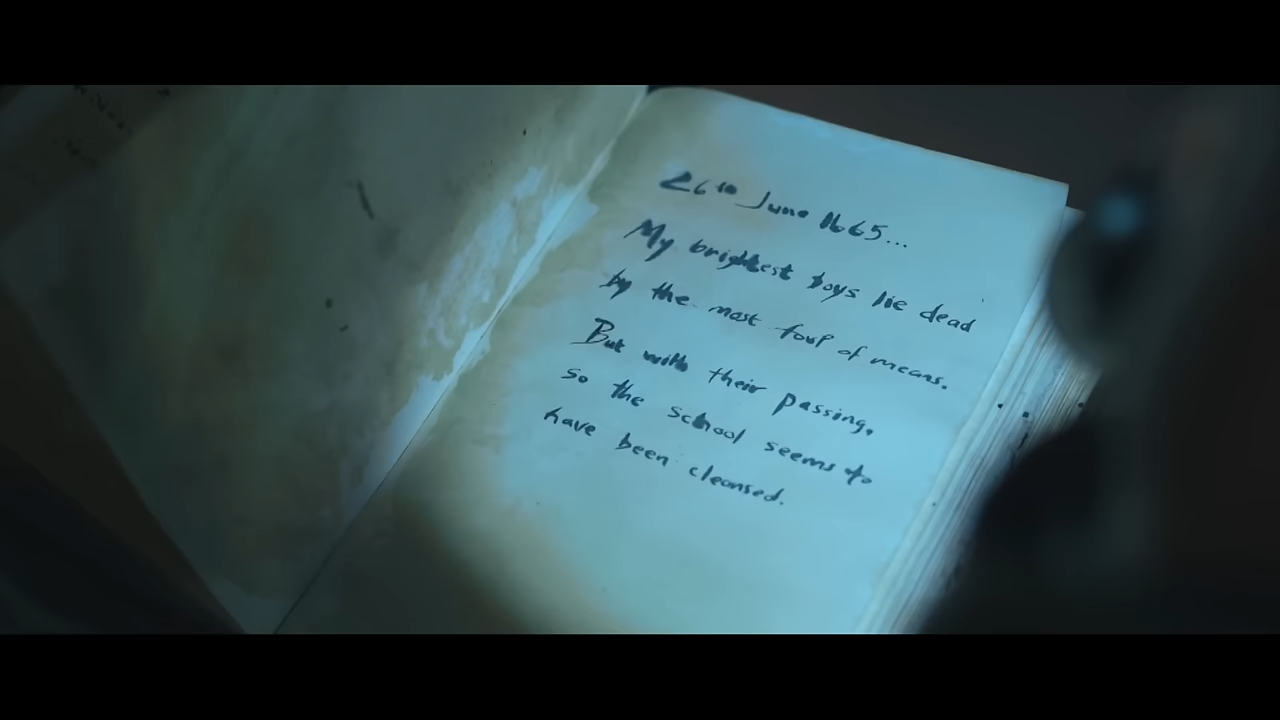 26th June 1665...
My brightest boys lie dead
by the most foul of means.
But with their passing,
so the school seems to
have been cleansed.